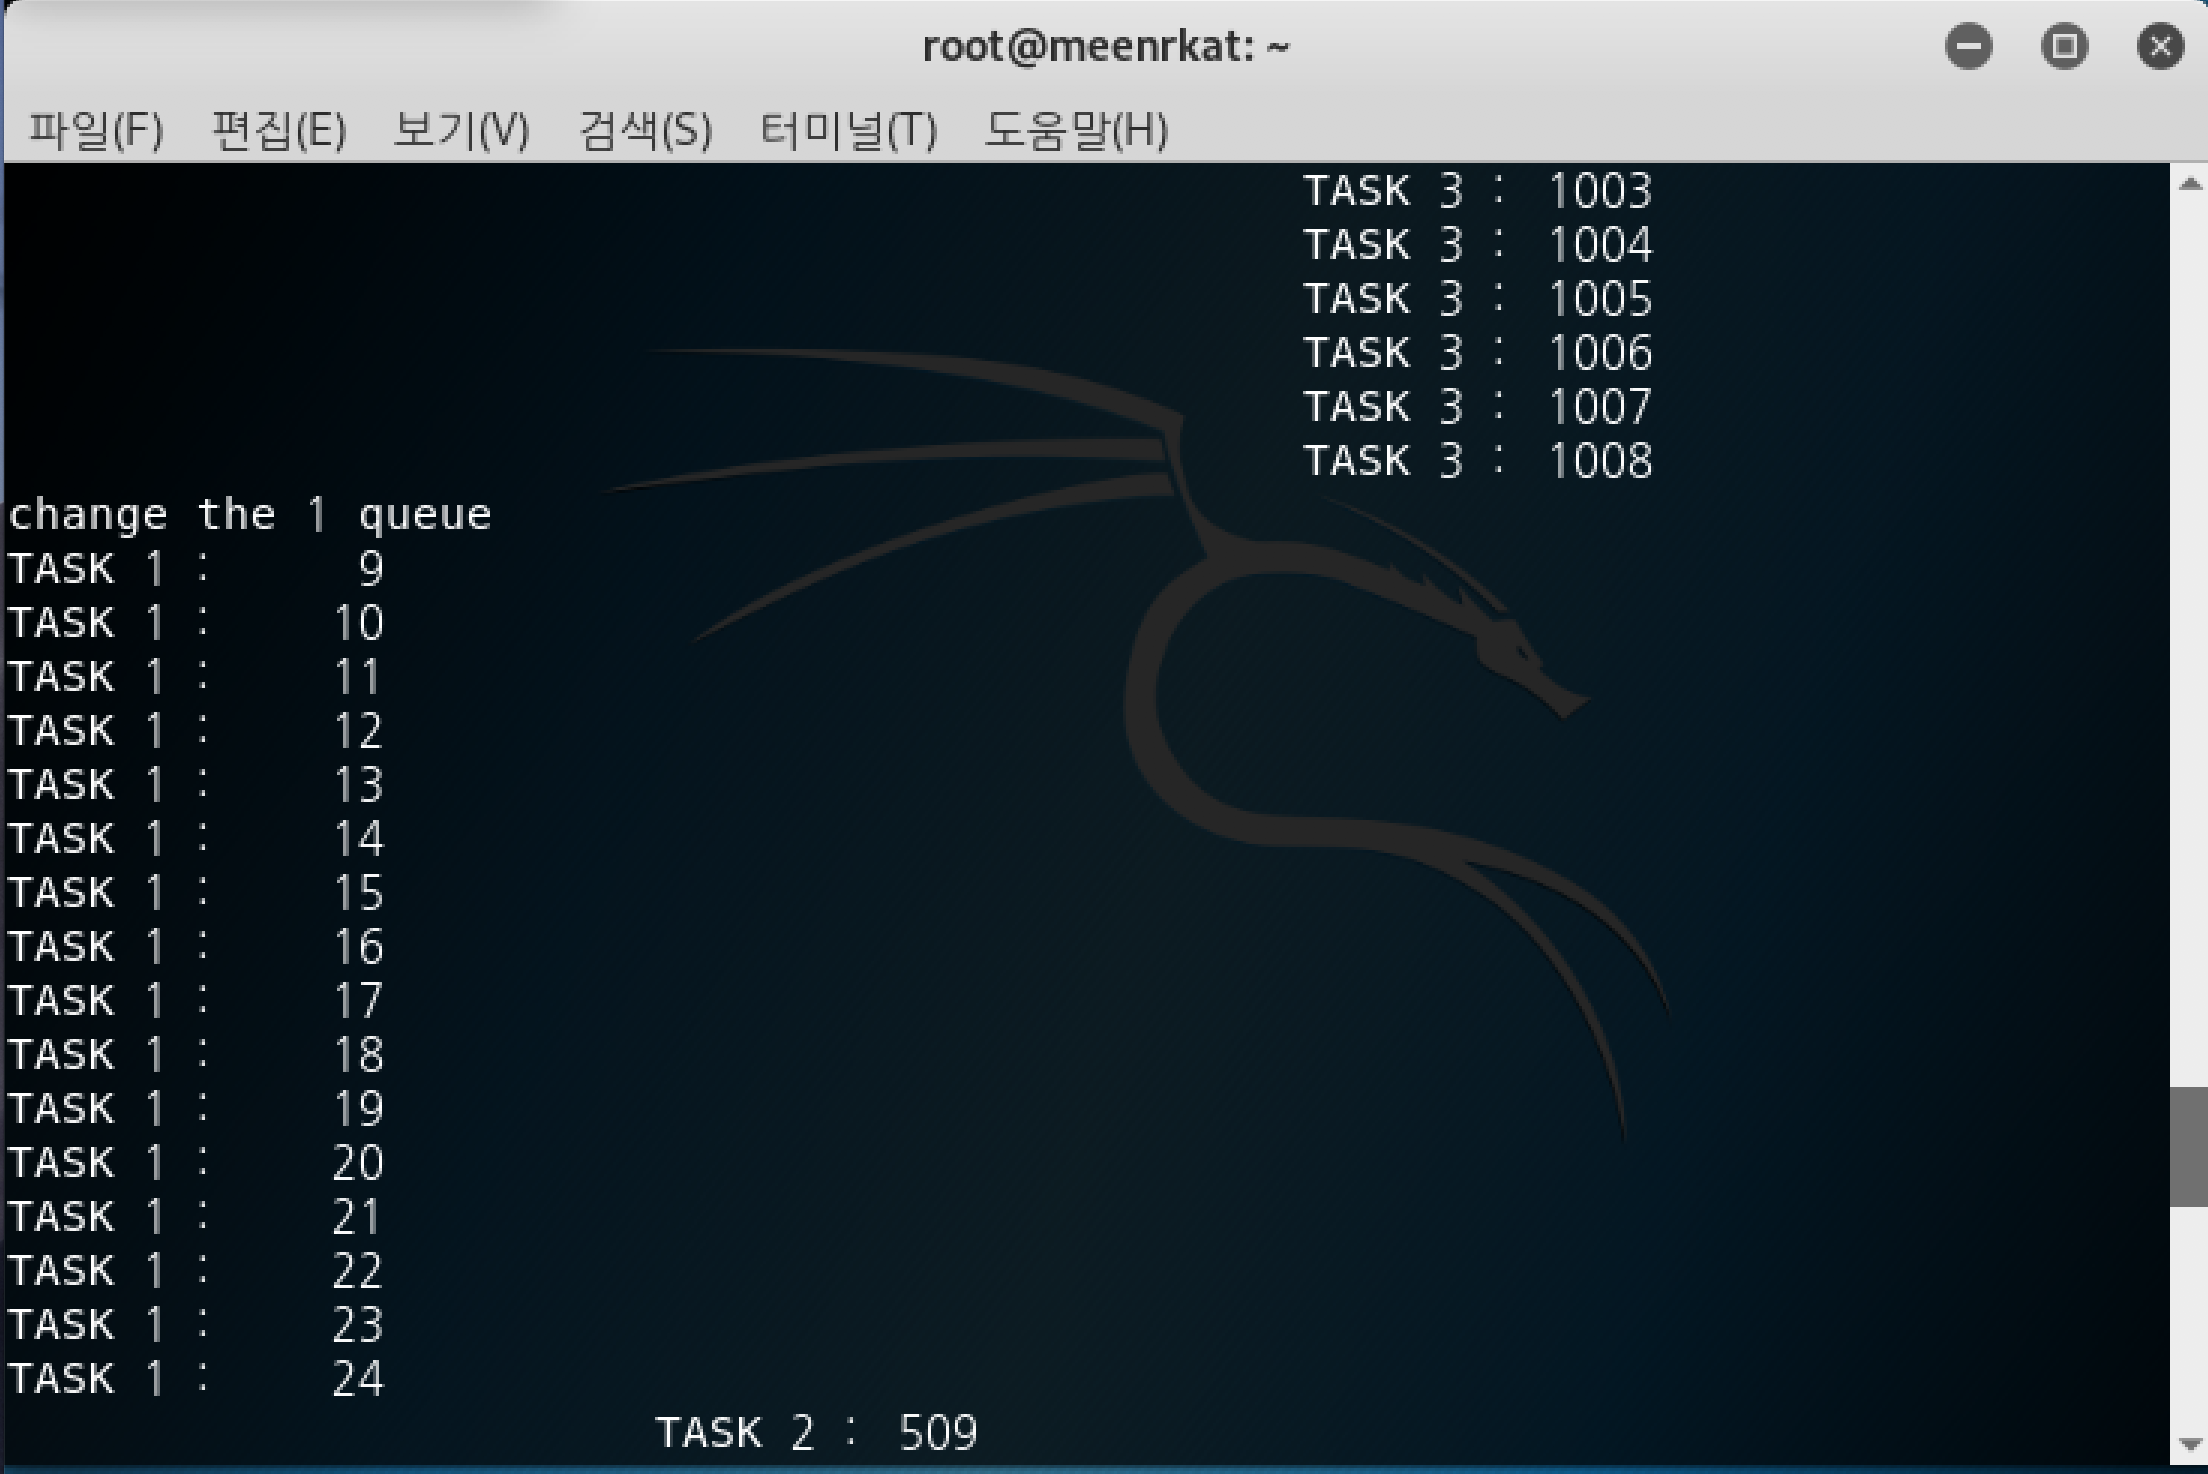 root@meenrkat: ~
파일(F) 편집(E) 보기(V) 검색(S) 터미널(T) 도움말(H)
TASK 3 : 1003
TASK 3 : 1004
TASK 3 : 1005
TASK 3 : 1006
TASK 3 : 1007
TASK 3 : 1008
change the 1 queue
TASK 1 : 9
TASK 1 : 10
TASK 1 : 11
TASK 1 : 12
TASK 1 : 13
TASK 1 : 14
TASK 1 : 15
TASK 1 : 16
TASK 1 : 17
TASK 1 : 18
TASK 1 : 19
TASK 1 : 20
TASK 1 : 21
TASK 1 : 22
TASK 1 : 23
TASK 1 : 24
TASK 2 : 509